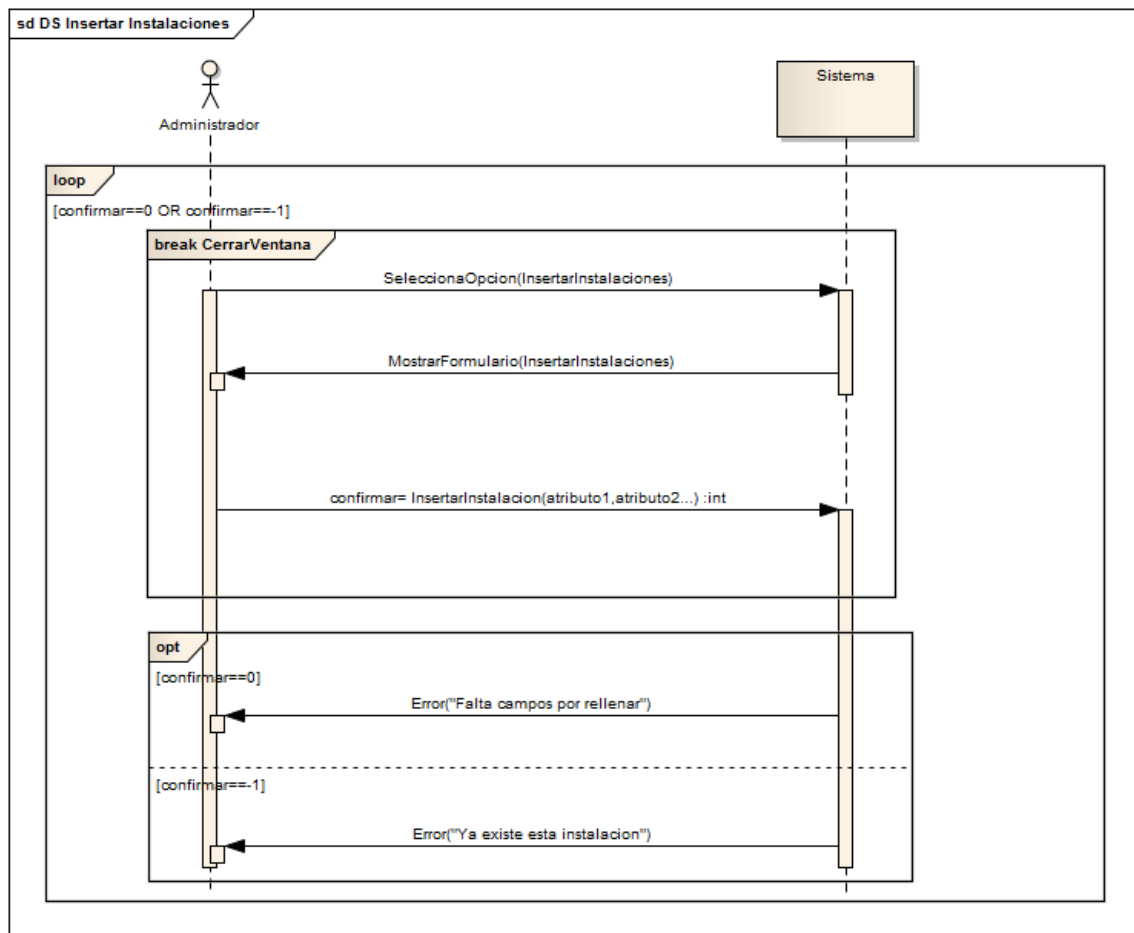 sd DS Insertar Instalaciones
Administrador
Sistema
loop
[confirmar==0 OR confirmar==-1]
break CerrarVentana
SeleccionaOpcion(InsertarInstalaciones)
MostrarFormulario(InsertarInstalaciones)
confirmar= InsertarInstalacion(atributo1,atributo2...) :int
opt
[confirmar==0]
Error("Falta campos por rellenar")
[confirmar==-1]
Error("Ya existe esta instalacion")